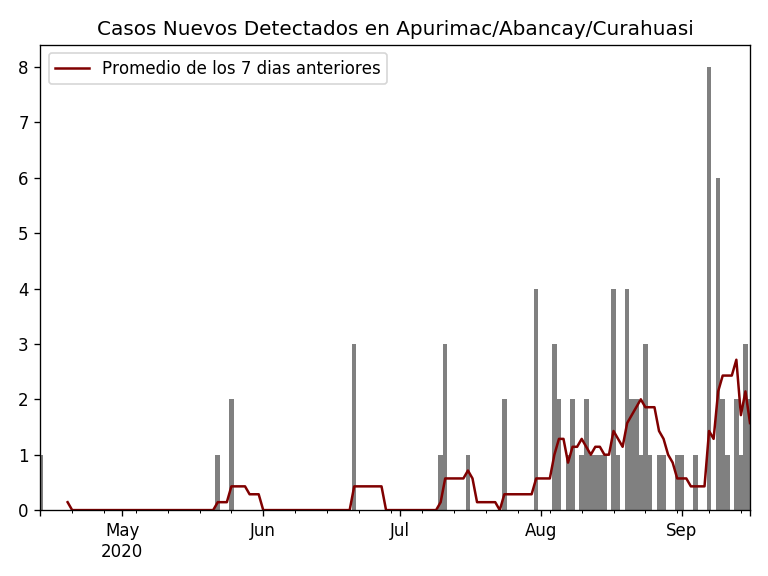 Casos Nuevos Detectados en Apurimac/Abancay/Curahuasi
Promedio de los 7 dias anteriores
8
7
6
5
4
3
2
1
0
May
2020
Jun
Jul
Aug
Sep